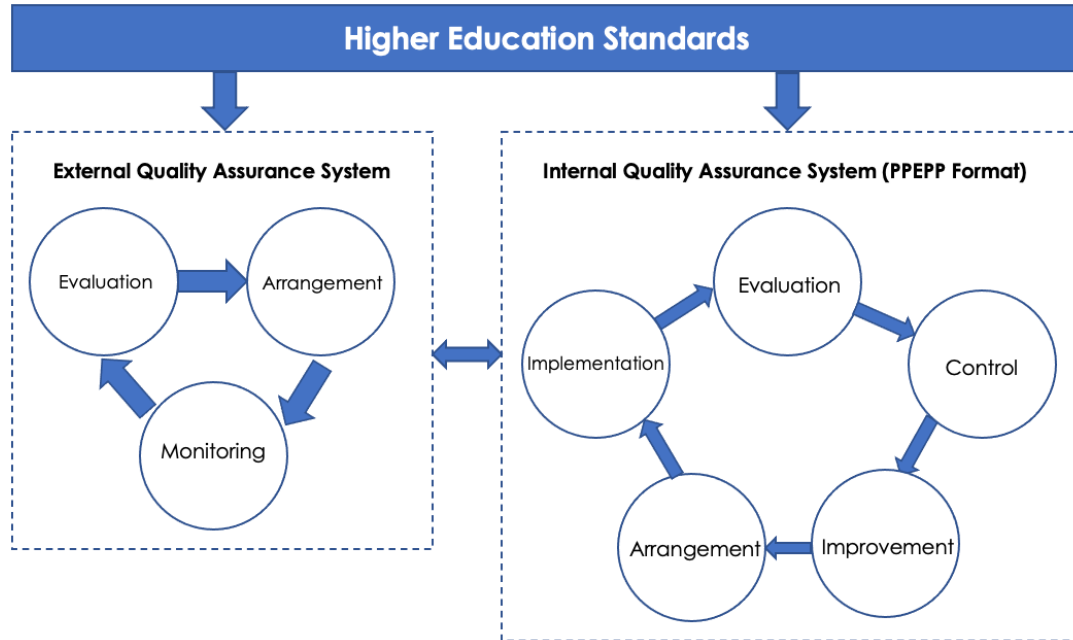 Higher Education Standards
External Quality Assurance System
Evaluation
Arrangement
Monitoring
Internal Quality Assurance System (PPEPP Format)
Evaluation
Implementation
Control
Arrangement
Improvement